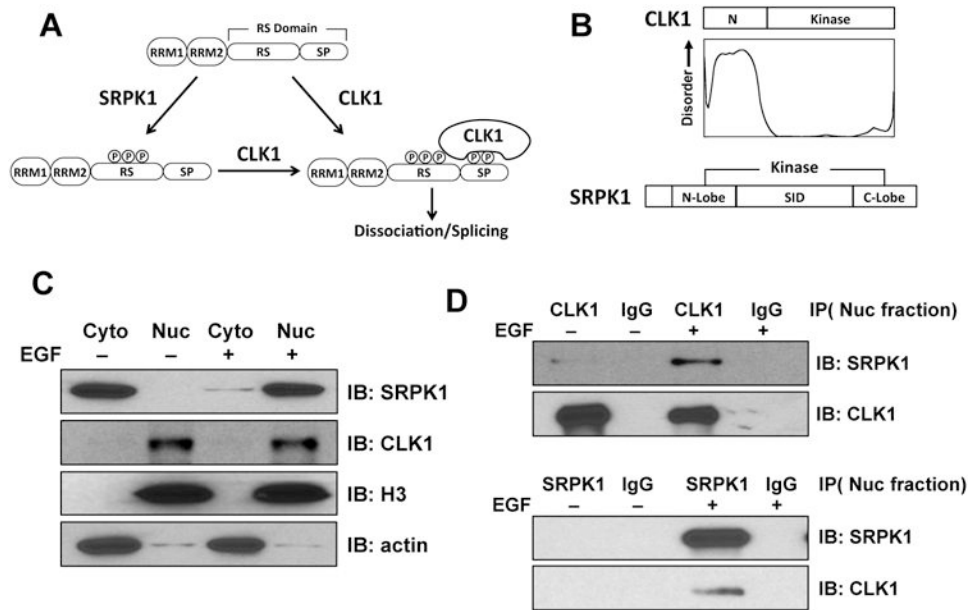 A
RS Domain
RRM1 RRM2 RS SP
SRPK1
CLK1
P P P
RRM1 RRM2 RS SP
CLK1
CLK1
P P P P P
RRM1 RRM2 RS SP
Dissociation/Splicing
B
CLK1 N Kinase
Disorder
Kinase
SRPK1 N-Lobe SID C-Lobe
C
Cyto Nuc Cyto Nuc
EGF – – + +
IB: SRPK1
IB: CLK1
IB: H3
IB: actin
D
CLK1 IgG CLK1 IgG IP( Nuc fraction)
EGF – – + +
IB: SRPK1
IB: CLK1
SRPK1 IgG SRPK1 IgG IP( Nuc fraction)
EGF – – + +
IB: SRPK1
IB: CLK1